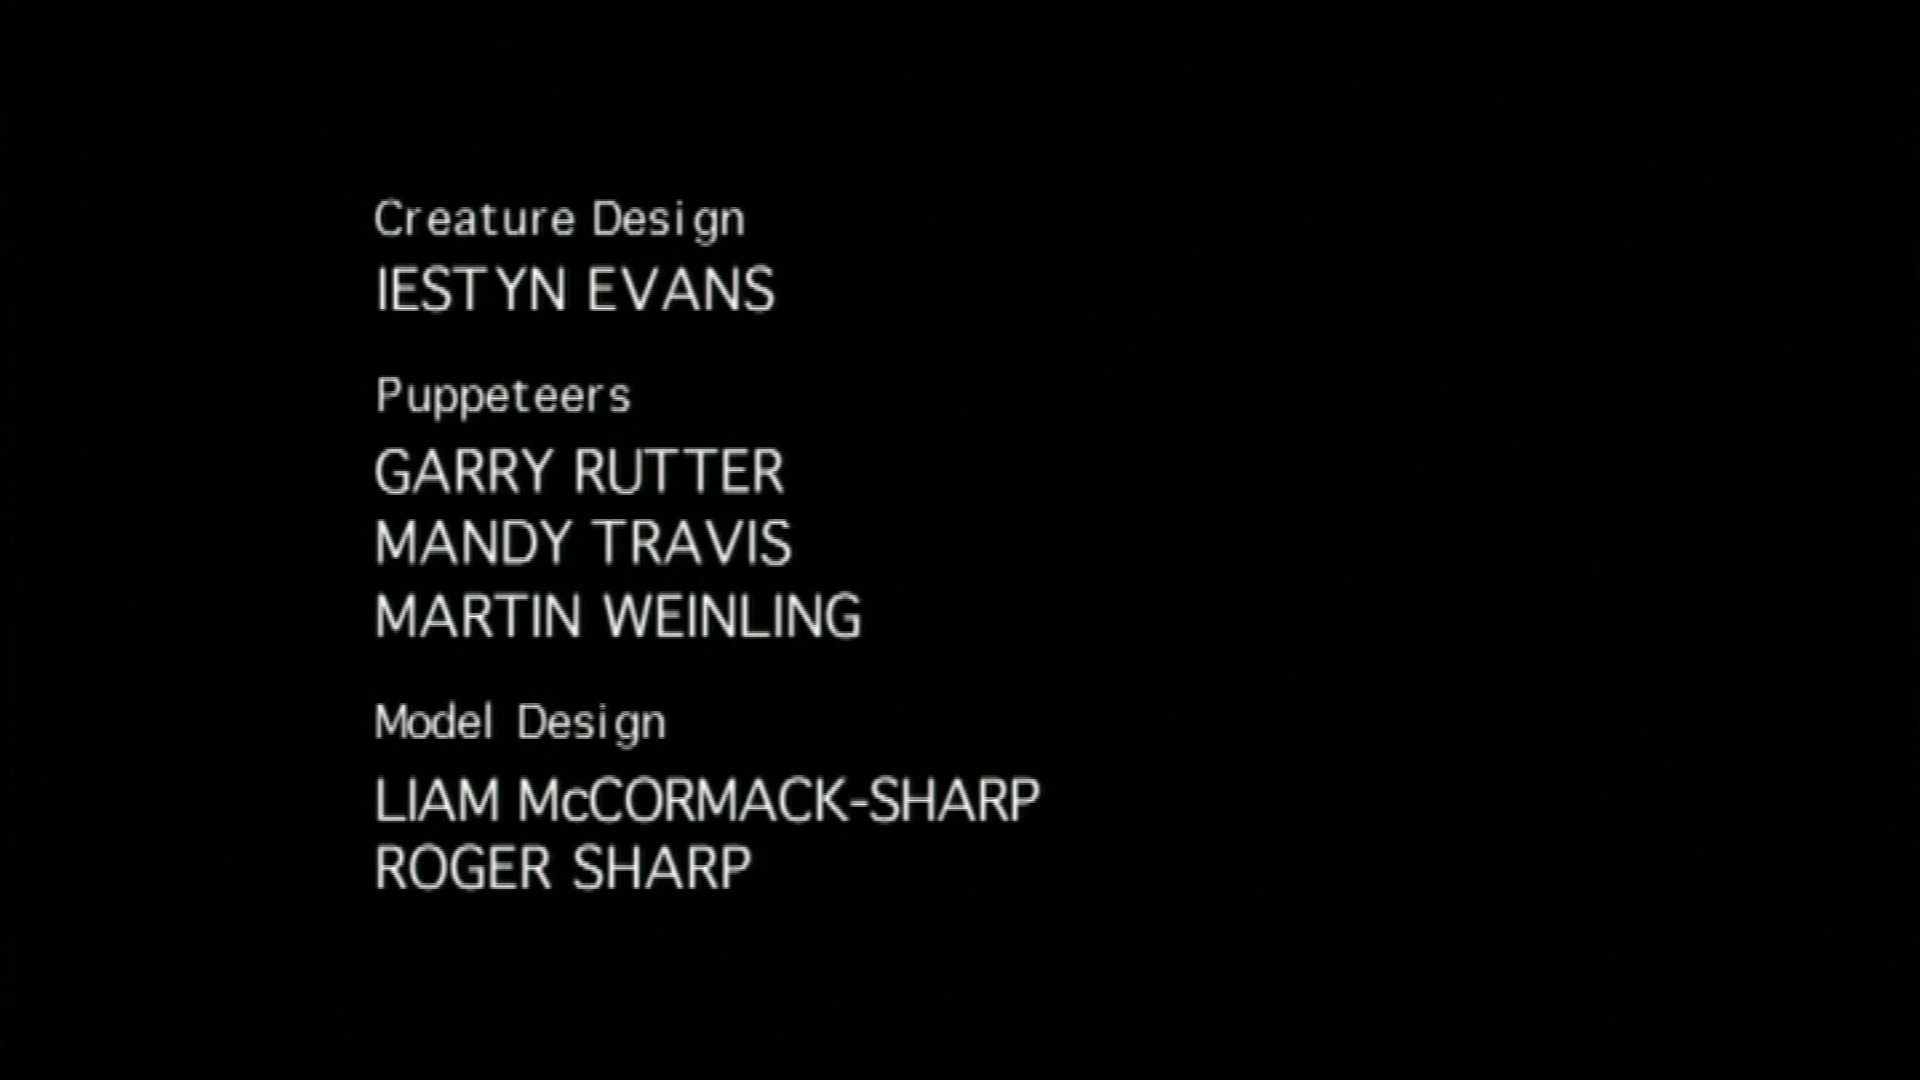 Creature Design
IESTYN EVANS
Puppeteers
GARRY RUTTER
MANDY TRAVIS
MARTIN WEINLING
Model Design
LIAM McCORMACK-SHARP
ROGER SHARP